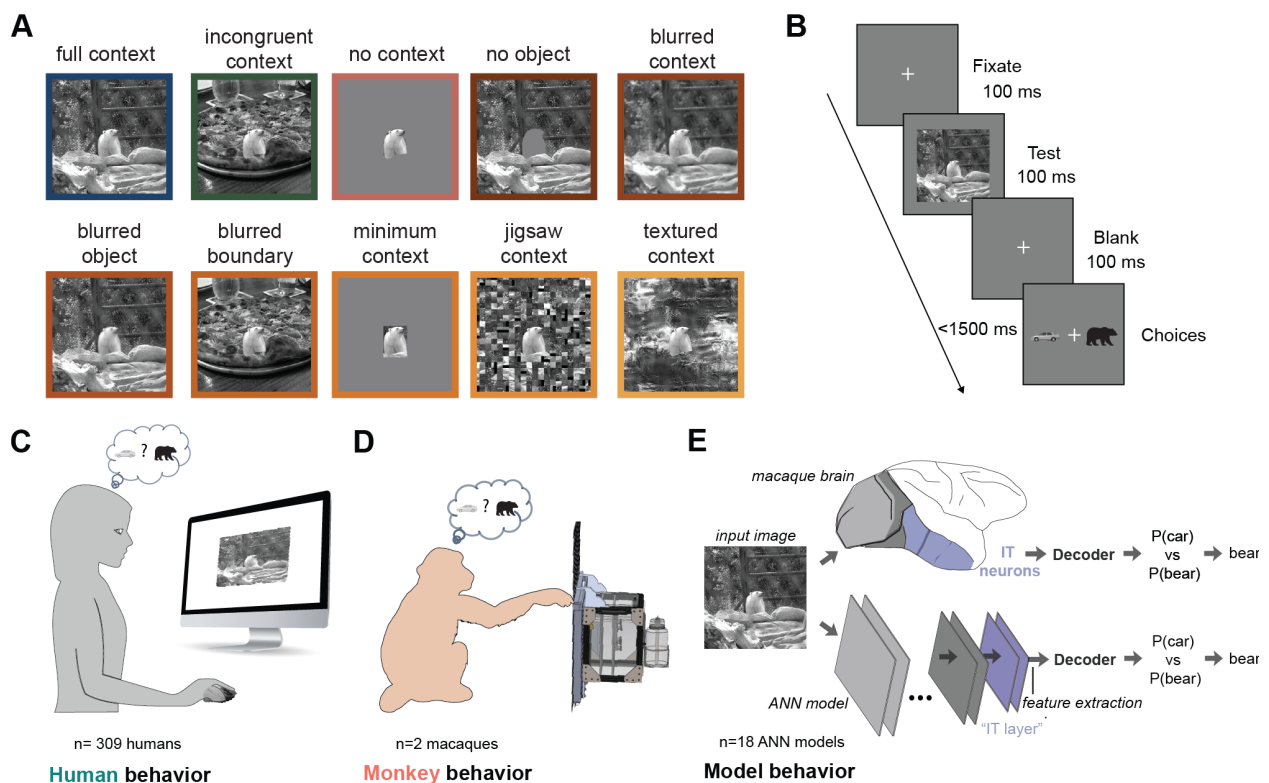 A
full context
incongruent
context
no context
no object
blurred
context
blurred
object
blurred
boundary
minimum
context
jigsaw
context
textured
context
B
Fixate
100 ms
Test
100 ms
Blank
100 ms
<1500 ms
Choices
C
?
n= 309 humans
Human behavior
D
?
n=2 macaques
Monkey behavior
E
macaque brain
input image
IT
neurons
Decoder
P(car)
vs
P(bear)
bear
ANN model
Decoder
P(car)
vs
P(bear)
bear
feature extraction
"IT layer"
n=18 ANN models
Model behavior